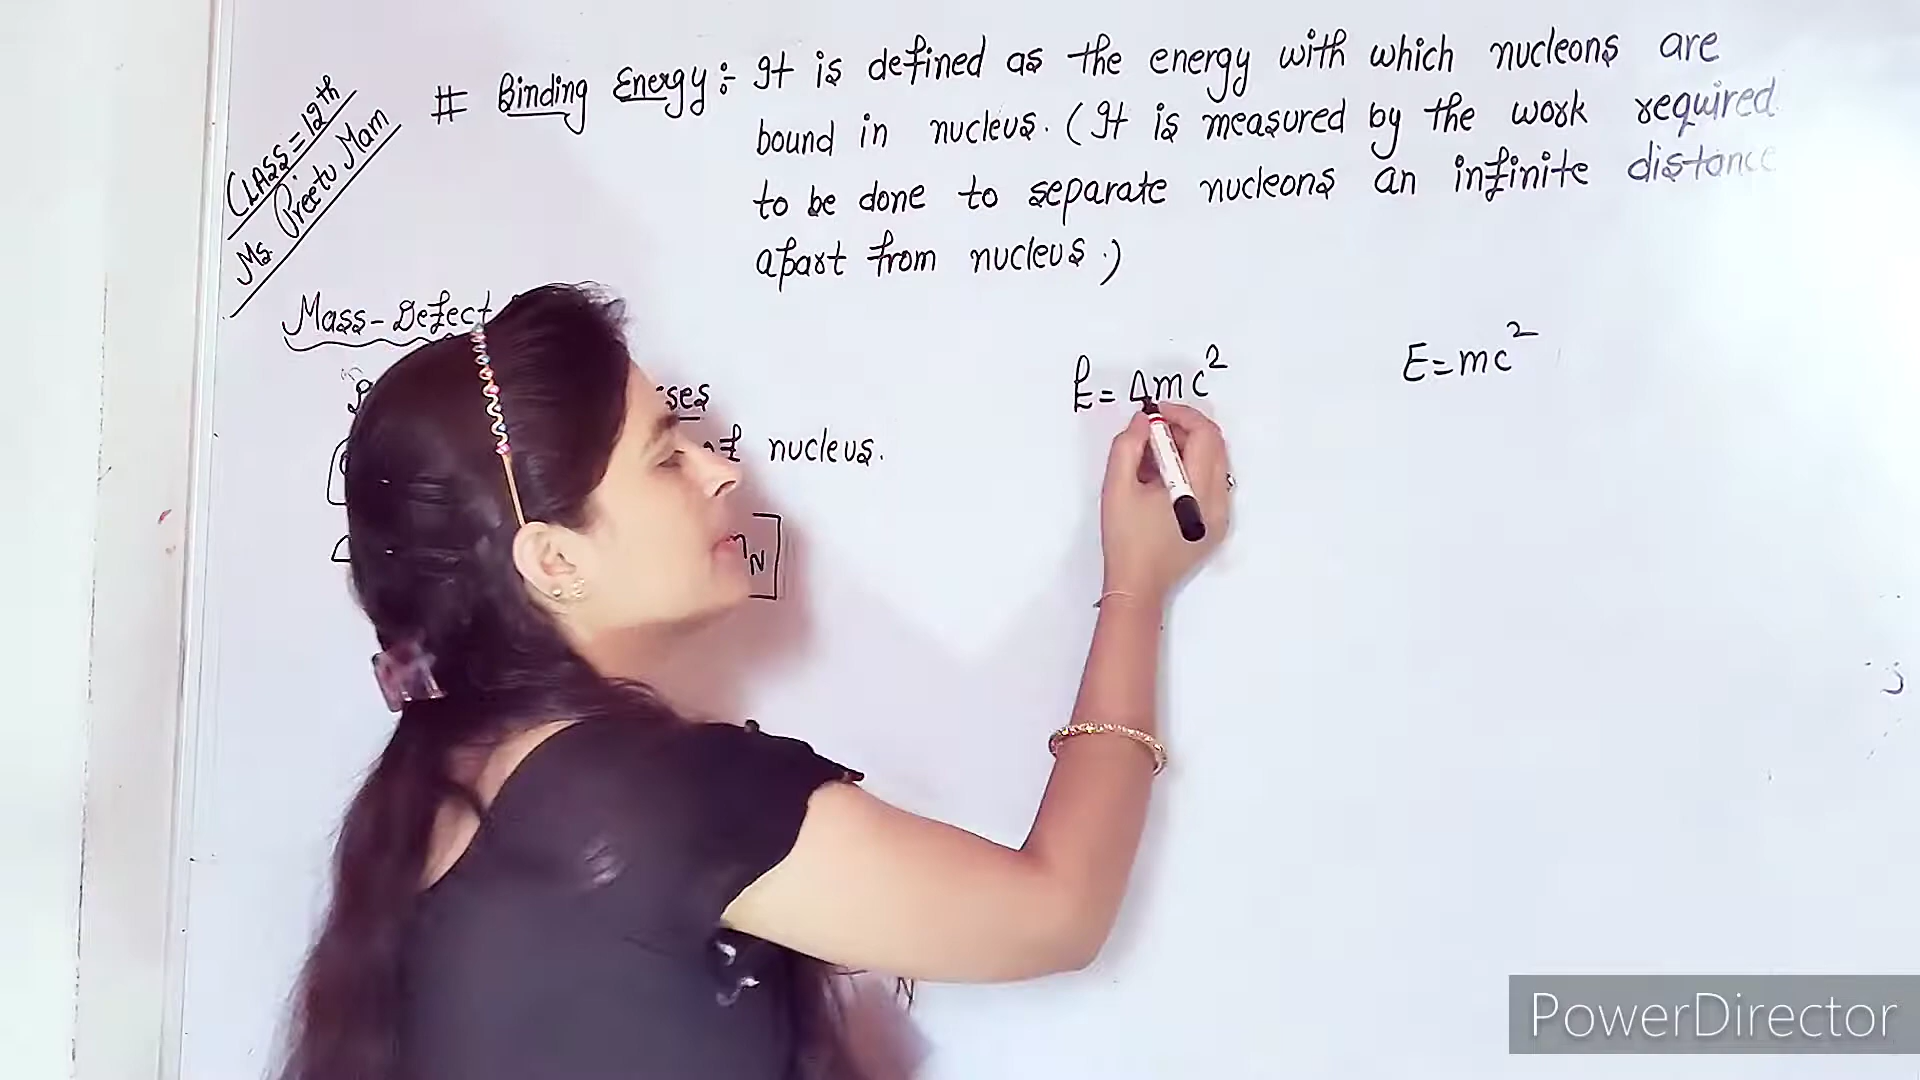 CLASS = 12th
Ms. Preetu Mam
# Binding Energy :- It is defined as the energy with which nucleons are
bound in nucleus. (It is measured by the work required
to be done to separate nucleons an infinite distance
apart from nucleus.)
Mass-Defect
E = Δmc²
E = mc²
nucleus.
PowerDirector